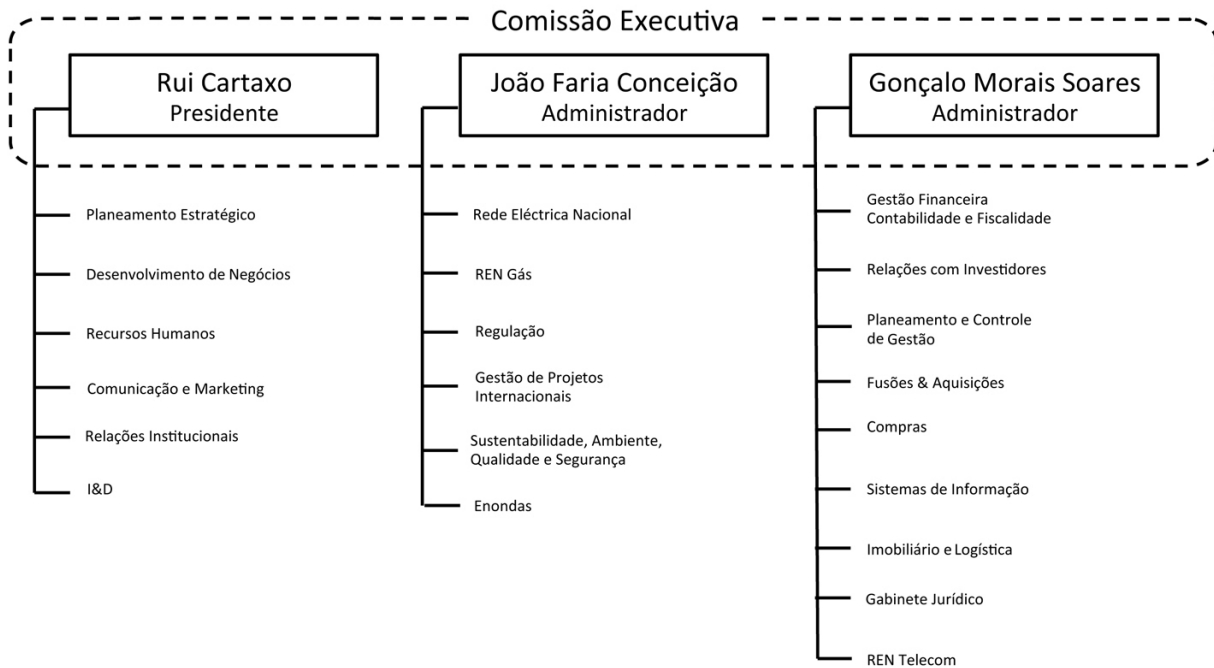 Comissão Executiva
Rui Cartaxo
Presidente
Planeamento Estratégico
Desenvolvimento de Negócios
Recursos Humanos
Comunicação e Marketing
Relações Institucionais
I&D
João Faria Conceição
Administrador
Rede Eléctrica Nacional
REN Gás
Regulação
Gestão de Projetos
Internacionais
Sustentabilidade, Ambiente,
Qualidade e Segurança
Enondas
Gonçalo Morais Soares
Administrador
Gestão Financeira
Contabilidade e Fiscalidade
Relações com Investidores
Planeamento e Controle
de Gestão
Fusões & Aquisições
Compras
Sistemas de Informação
Imobiliário e Logística
Gabinete Jurídico
REN Telecom